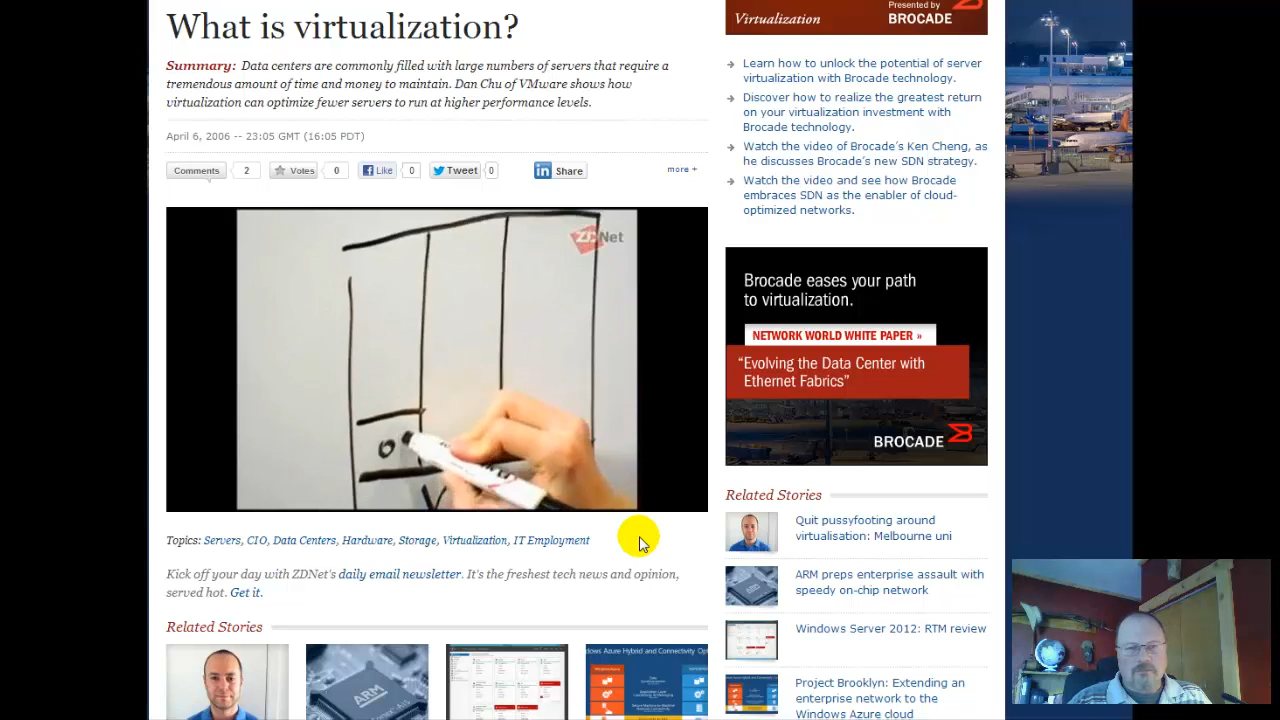 What is virtualization?
Summary: Data centers are commonly filled with large numbers of servers that require a
tremendous amount of time and money to maintain. Dan Chu of VMware shows how
virtualization can optimize fewer servers to run at higher performance levels.
April 6, 2006 -- 23:05 GMT (16:05 PDT)
Comments 2 Votes 0 Like 0 Tweet 0 Share more +
ZDNet
Topics: Servers, CIO, Data Centers, Hardware, Storage, Virtualization, IT Employment
Kick off your day with ZDNet's daily email newsletter. It's the freshest tech news and opinion,
served hot. Get it.
Related Stories
Presented by
Virtualization BROCADE
Learn how to unlock the potential of server
virtualization with Brocade technology.
Discover how to realize the greatest return
on your virtualization investment with
Brocade technology.
Watch the video of Brocade's Ken Cheng, as
he discusses Brocade's new SDN strategy.
Watch the video and see how Brocade
embraces SDN as the enabler of cloud-
optimized networks.
Brocade eases your path
to virtualization.
NETWORK WORLD WHITE PAPER »
“Evolving the Data Center with
Ethernet Fabrics”
BROCADE
Related Stories
Quit pussyfooting around
virtualisation: Melbourne uni
ARM preps enterprise assault with
speedy on-chip network
Windows Server 2012: RTM review
Project Brooklyn: Extending an
enterprise network to the
Windows Azure cloud